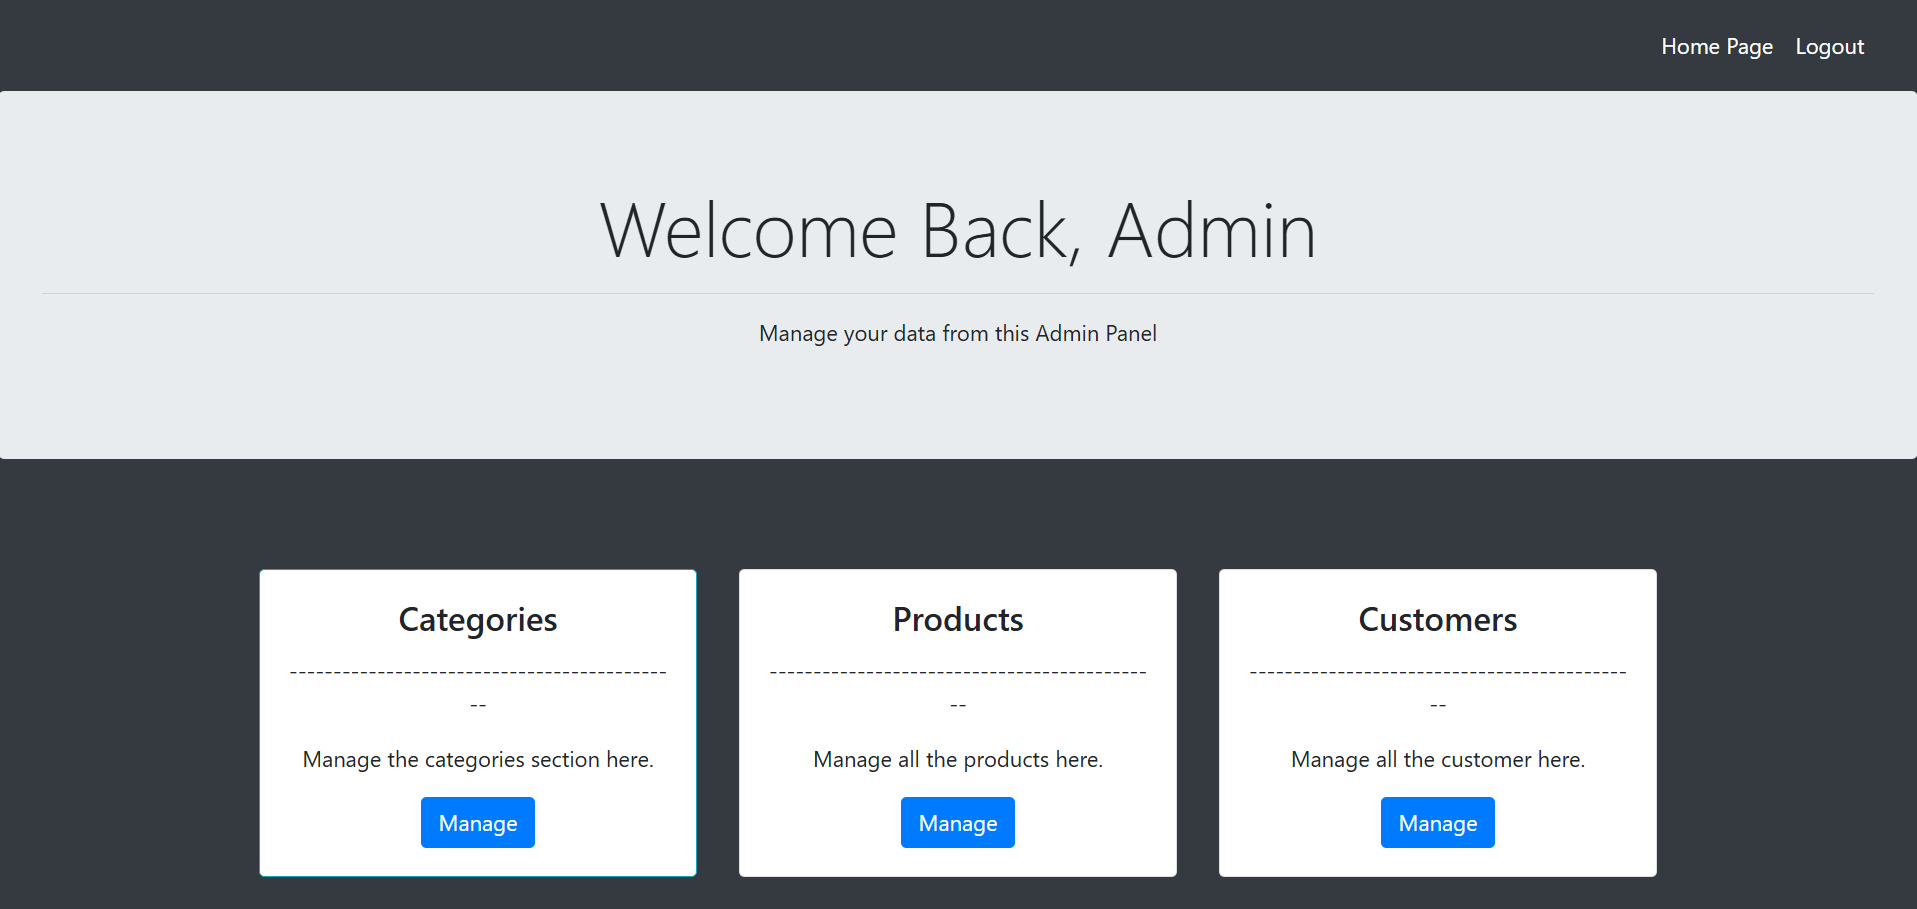 Home Page Logout
Welcome Back, Admin
Manage your data from this Admin Panel
Categories
-------------------------------------------
--
Manage the categories section here.
Manage
Products
-------------------------------------------
--
Manage all the products here.
Manage
Customers
-------------------------------------------
--
Manage all the customer here.
Manage